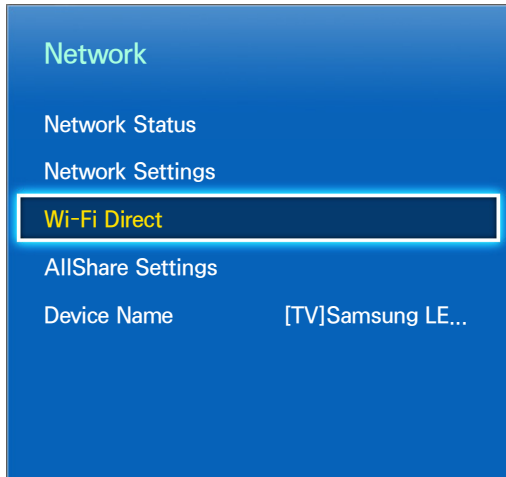 Network
Network Status
Network Settings
Wi-Fi Direct
AllShare Settings
Device Name [TV]Samsung LE...